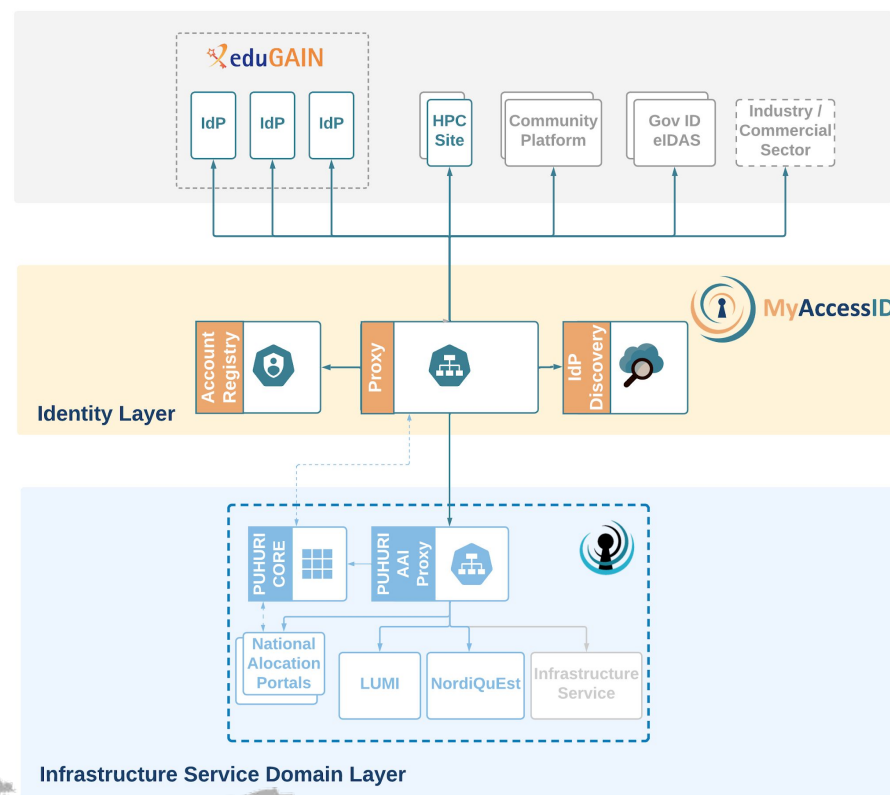 eduGAIN
IdP
IdP
IdP
HPC
Site
Community
Platform
Gov ID
eIDAS
Industry /
Commercial
Sector
MyAccessID
Account
Registry
Proxy
IdP
Discovery
Identity Layer
PUHURI
CORE
PUHURI
AAI
Proxy
National
Alocation
Portals
LUMI
NordiQuEst
Infrastructure
Service
Infrastructure Service Domain Layer